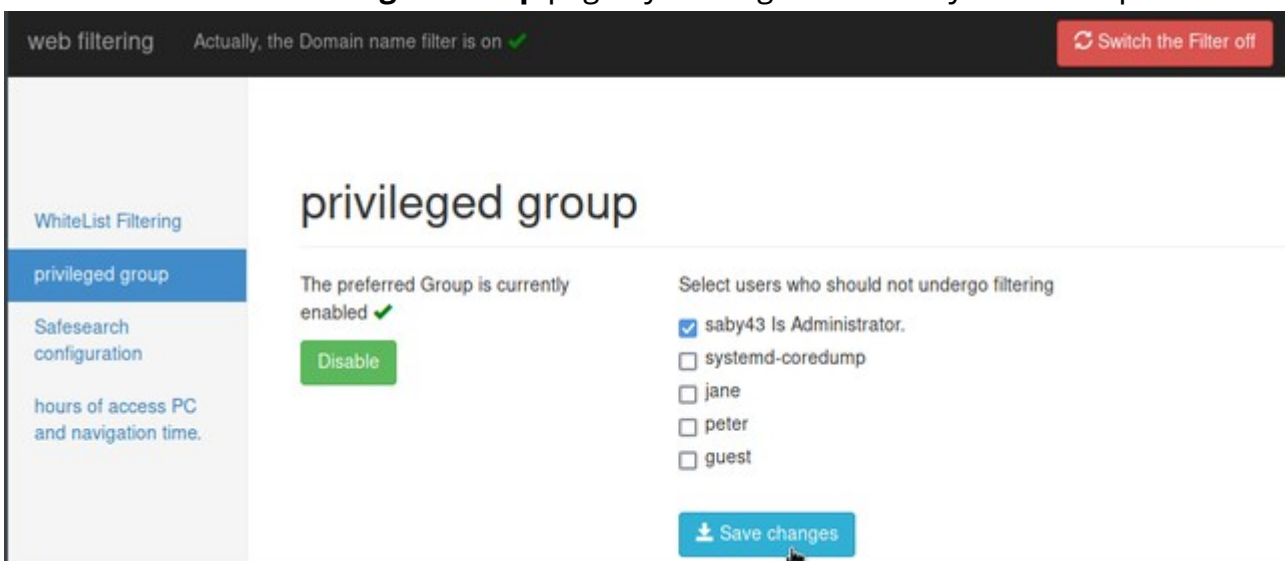 web filtering
Actually, the Domain name filter is on
Switch the Filter off
WhiteList Filtering
privileged group
Safesearch
configuration
hours of access PC
and navigation time.
privileged group
The preferred Group is currently
enabled
Disable
Select users who should not undergo filtering
saby43 Is Administrator.
systemd-coredump
jane
peter
guest
Save changes